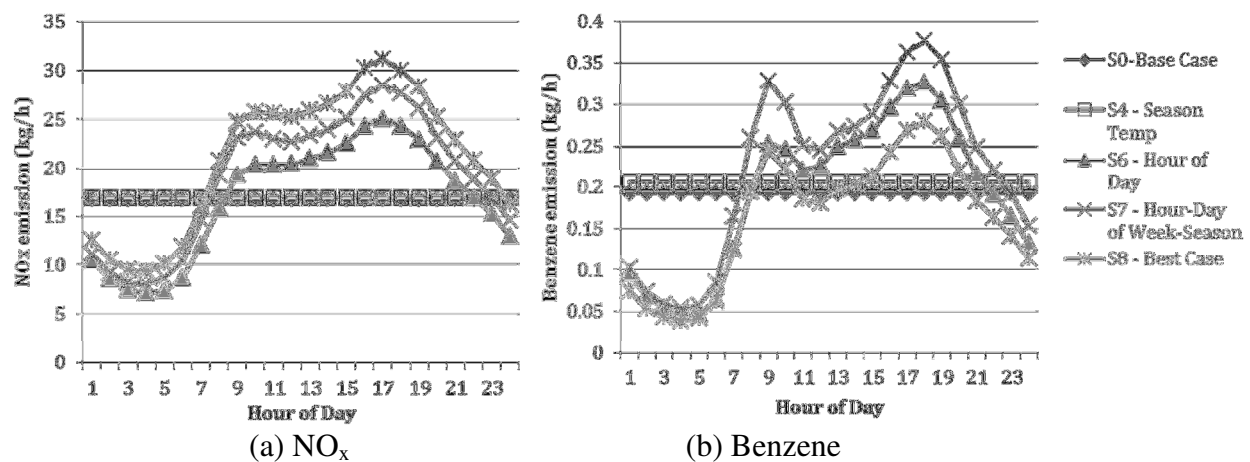 35
30
25
20
15
10
5
0
NOx emission (kg/h)
1 3 5 7 9 11 13 15 17 19 21 23
Hour of Day
(a) NOx
0.4
0.35
0.3
0.25
0.2
0.15
0.1
0.05
0
Benzene emission (kg/h)
1 3 5 7 9 11 13 15 17 19 21 23
Hour of Day
(b) Benzene
S0-Base Case
S4 - Season
Temp
S6 - Hour of
Day
S7 - Hour-Day
of Week-Season
S8 - Best Case